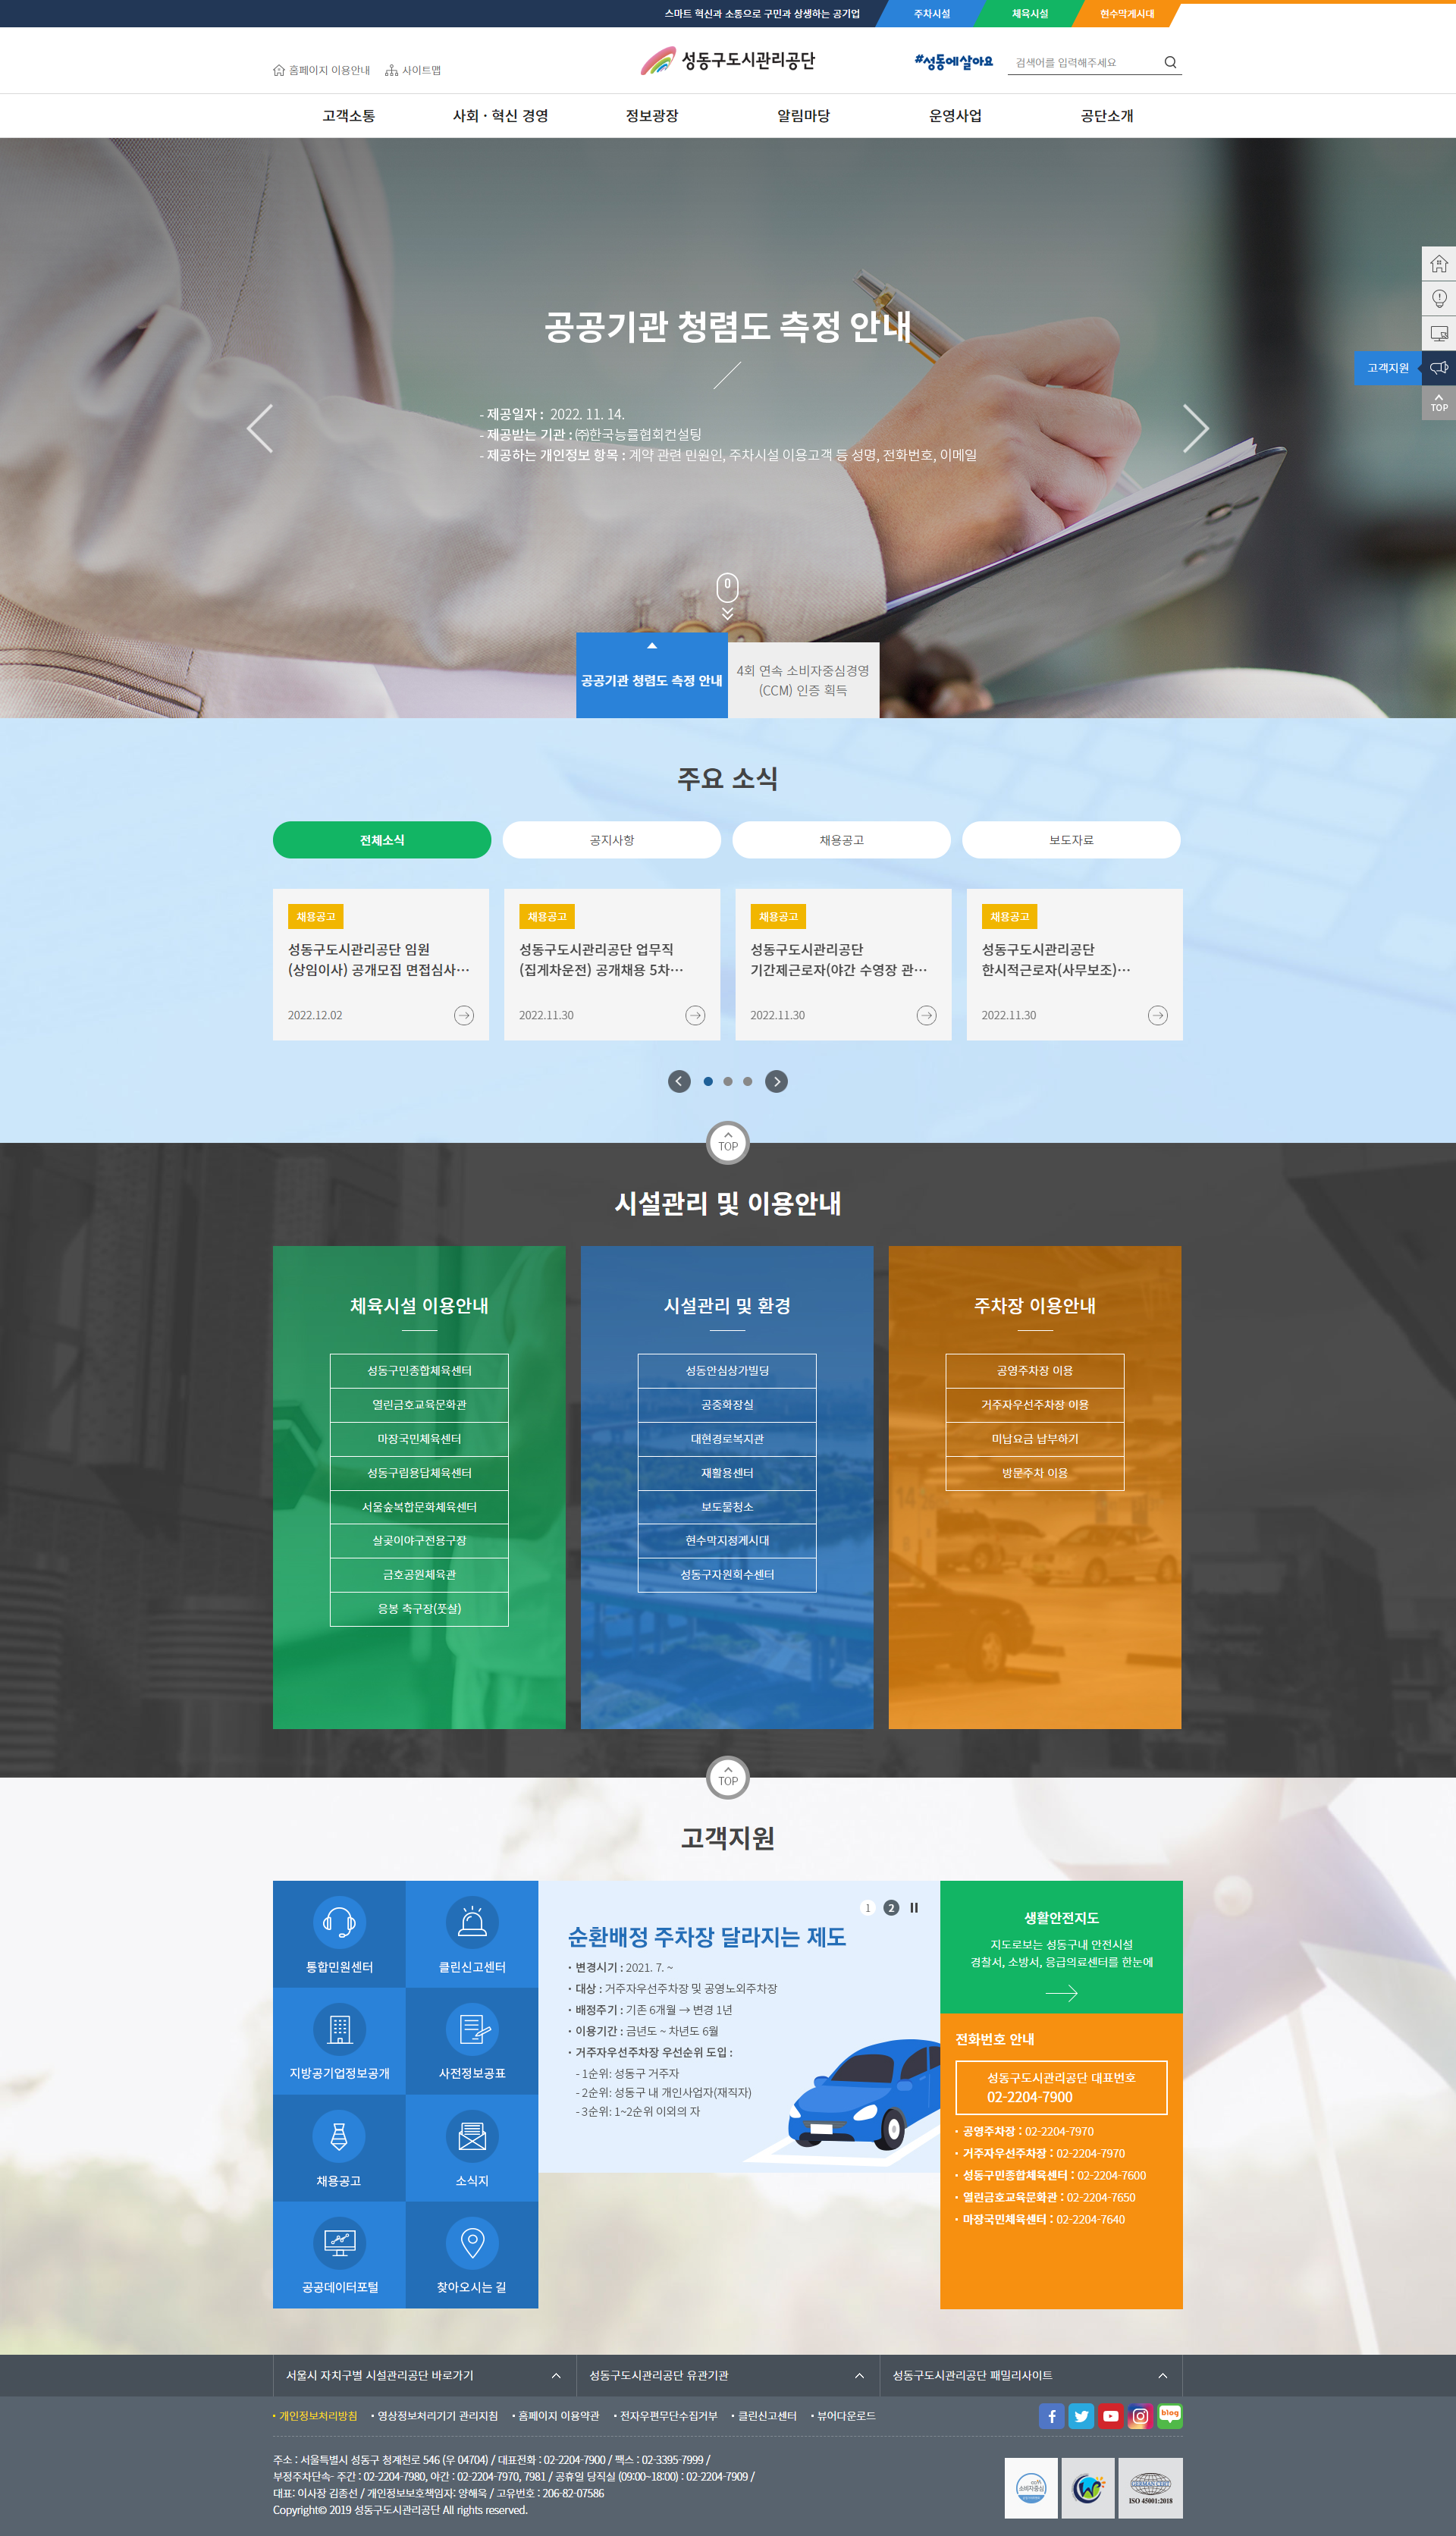 스마트 혁신과 소통으로 구민과 상생하는 공기업
주차시설
체육시설
현수막게시대
홈페이지 이용안내
사이트맵
성동구도시관리공단
#성동에살아요
검색어를 입력해주세요
고객소통
사회 · 혁신 경영
정보광장
알림마당
운영사업
공단소개
공공기관 청렴도 측정 안내
- 제공일자 : 2022. 11. 14.
- 제공받는 기관 : ㈜한국능률협회컨설팅
- 제공하는 개인정보 항목 : 계약 관련 민원인, 주차시설 이용고객 등 성명, 전화번호, 이메일
고객지원
TOP
공공기관 청렴도 측정 안내
4회 연속 소비자중심경영
(CCM) 인증 획득
주요 소식
전체소식
공지사항
채용공고
보도자료
채용공고
성동구도시관리공단 임원
(상임이사) 공개모집 면접심사…
2022.12.02
채용공고
성동구도시관리공단 업무직
(집게차운전) 공개채용 5차…
2022.11.30
채용공고
성동구도시관리공단
기간제근로자(야간 수영장 관…
2022.11.30
채용공고
성동구도시관리공단
한시적근로자(사무보조)…
2022.11.30
TOP
시설관리 및 이용안내
체육시설 이용안내
성동구민종합체육센터
열린금호교육문화관
마장국민체육센터
성동구립용답체육센터
서울숲복합문화체육센터
살곶이야구전용구장
금호공원체육관
응봉 축구장(풋살)
시설관리 및 환경
성동안심상가빌딩
공중화장실
대현경로복지관
재활용센터
보도물청소
현수막지정게시대
성동구자원회수센터
주차장 이용안내
공영주차장 이용
거주자우선주차장 이용
미납요금 납부하기
방문주차 이용
TOP
고객지원
통합민원센터
클린신고센터
지방공기업정보공개
사전정보공표
채용공고
소식지
공공데이터포털
찾아오시는 길
1
2
순환배정 주차장 달라지는 제도
· 변경시기 : 2021. 7. ~
· 대상 : 거주자우선주차장 및 공영노외주차장
· 배정주기 : 기존 6개월 → 변경 1년
· 이용기간 : 금년도 ~ 차년도 6월
· 거주자우선주차장 우선순위 도입 :
- 1순위: 성동구 거주자
- 2순위: 성동구 내 개인사업자(재직자)
- 3순위: 1~2순위 이외의 자
생활안전지도
지도로보는 성동구내 안전시설
경찰서, 소방서, 응급의료센터를 한눈에
전화번호 안내
성동구도시관리공단 대표번호
02-2204-7900
· 공영주차장 : 02-2204-7970
· 거주자우선주차장 : 02-2204-7970
· 성동구민종합체육센터 : 02-2204-7600
· 열린금호교육문화관 : 02-2204-7650
· 마장국민체육센터 : 02-2204-7640
서울시 자치구별 시설관리공단 바로가기
성동구도시관리공단 유관기관
성동구도시관리공단 패밀리사이트
· 개인정보처리방침
· 영상정보처리기기 관리지침
· 홈페이지 이용약관
· 전자우편무단수집거부
· 클린신고센터
· 뷰어다운로드
blog
주소 : 서울특별시 성동구 청계천로 546 (우 04704) / 대표전화 : 02-2204-7900 / 팩스 : 02-3395-7999 /
부정주차단속- 주간 : 02-2204-7980, 야간 : 02-2204-7970, 7981 / 공휴일 당직실 (09:00~18:00) : 02-2204-7909 /
대표: 이사장 김종선 / 개인정보보호책임자: 양해욱 / 고유번호 : 206-82-07586
Copyright© 2019 성동구도시관리공단 All rights reserved.
ccm
소비자중심
ISO 45001:2018